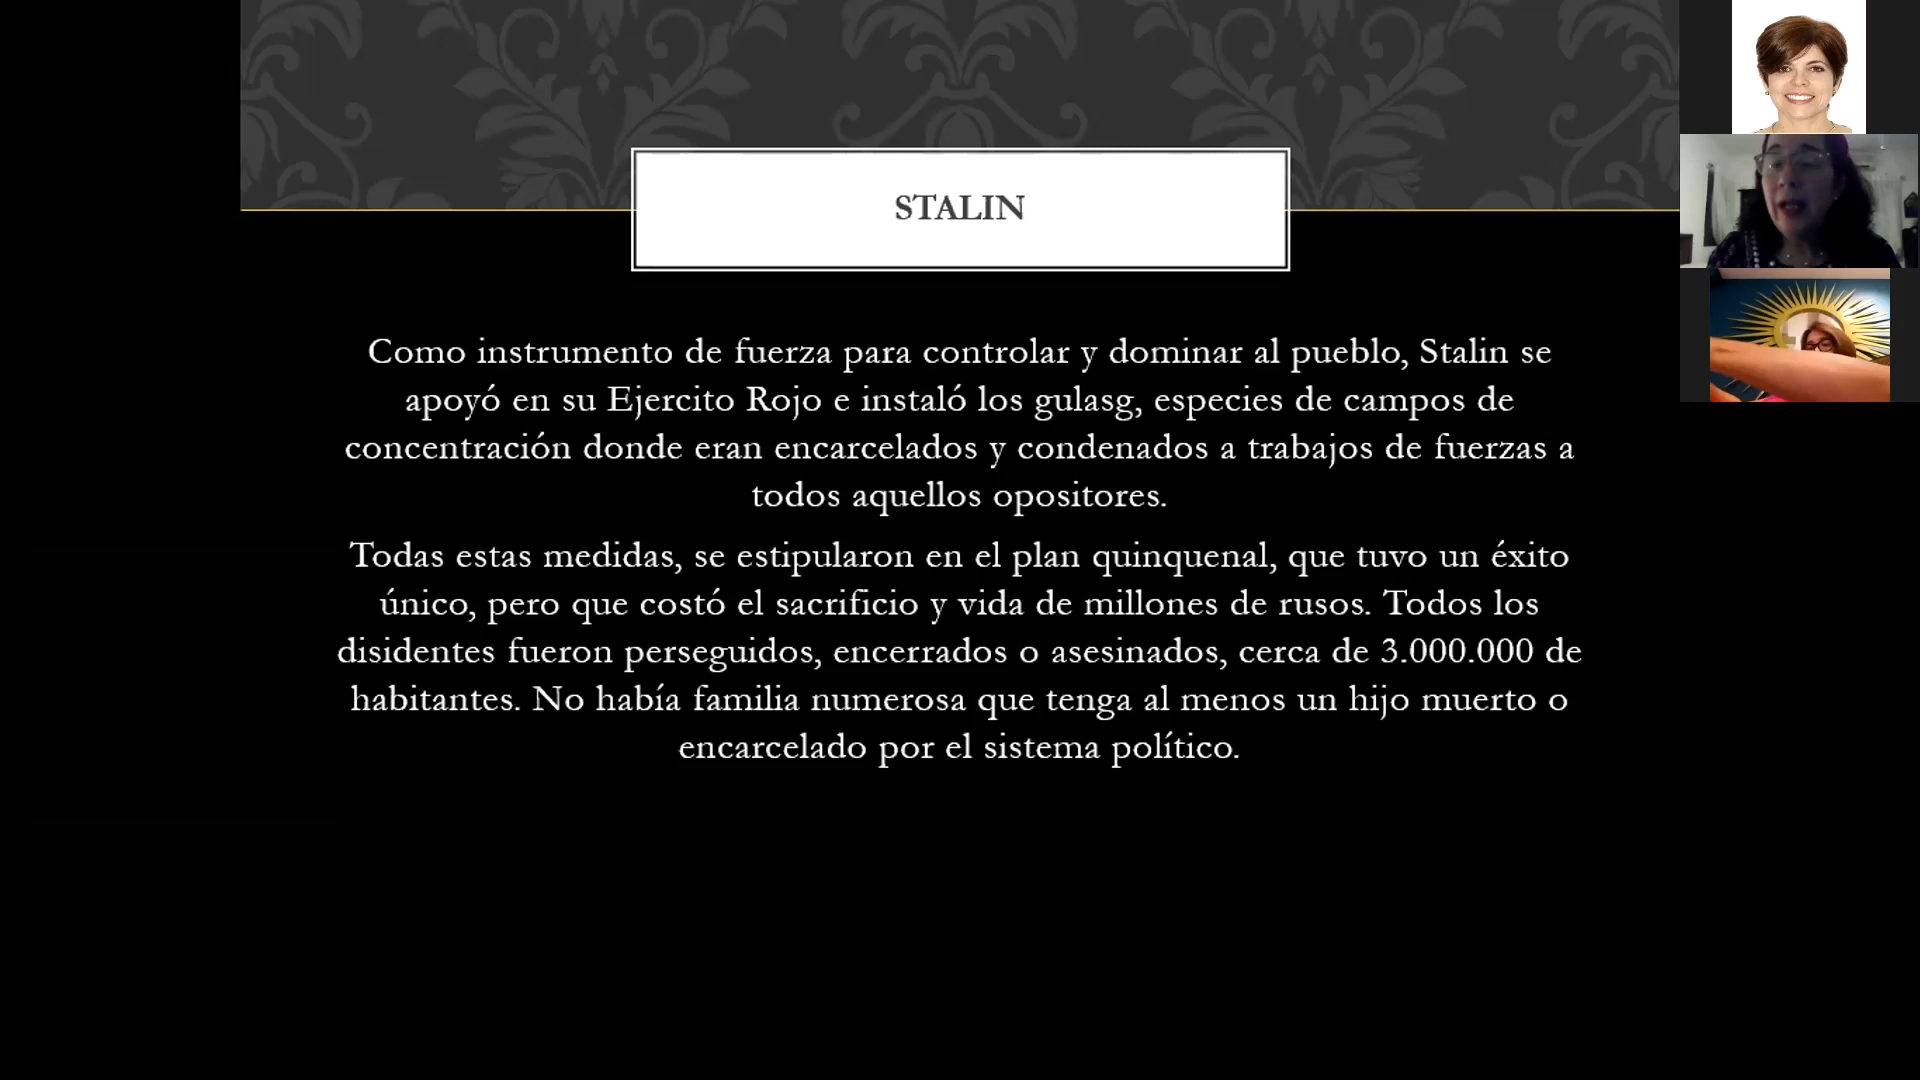 STALIN
Como instrumento de fuerza para controlar y dominar al pueblo, Stalin se
apoyó en su Ejercito Rojo e instaló los gulasg, especies de campos de
concentración donde eran encarcelados y condenados a trabajos de fuerzas a
todos aquellos opositores.
Todas estas medidas, se estipularon en el plan quinquenal, que tuvo un éxito
único, pero que costó el sacrificio y vida de millones de rusos. Todos los
disidentes fueron perseguidos, encerrados o asesinados, cerca de 3.000.000 de
habitantes. No había familia numerosa que tenga al menos un hijo muerto o
encarcelado por el sistema político.